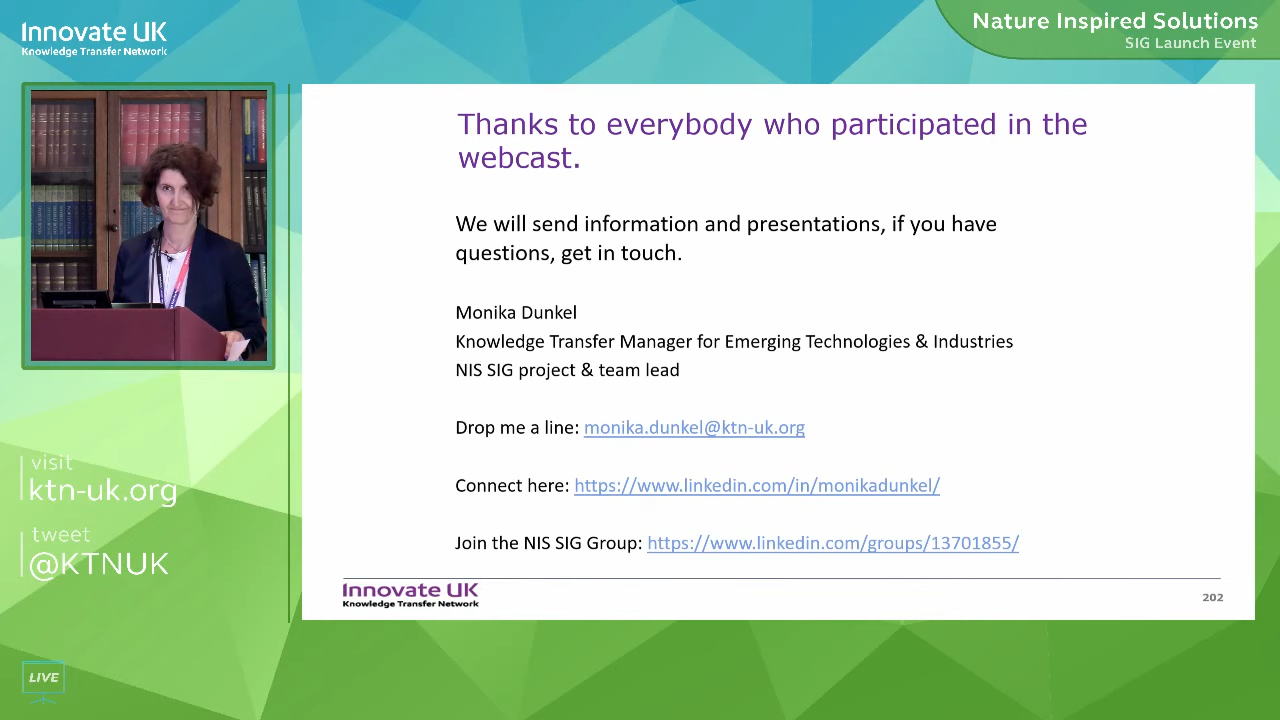 Innovate UK
Knowledge Transfer Network
Nature Inspired Solutions
SIG Launch Event
Thanks to everybody who participated in the
webcast.
We will send information and presentations, if you have
questions, get in touch.
Monika Dunkel
Knowledge Transfer Manager for Emerging Technologies & Industries
NIS SIG project & team lead
Drop me a line: monika.dunkel@ktn-uk.org
Connect here: https://www.linkedin.com/in/monikadunkel/
Join the NIS SIG Group: https://www.linkedin.com/groups/13701855/
Innovate UK
Knowledge Transfer Network
202
visit
ktn-uk.org
tweet
@KTNUK
LIVE